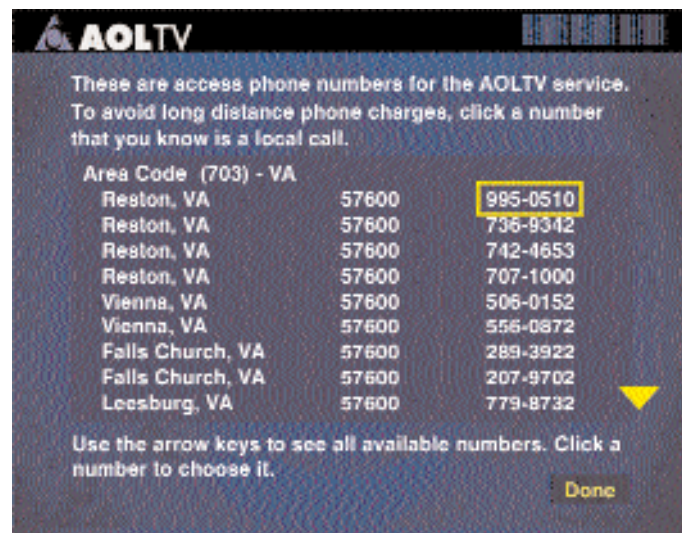 AOLTV
These are access phone numbers for the AOLTV service.
To avoid long distance phone charges, click a number
that you know is a local call.
Area Code (703) - VA
Reston, VA 57600 995-0510
Reston, VA 57600 736-9342
Reston, VA 57600 742-4653
Reston, VA 57600 707-1000
Vienna, VA 57600 506-0152
Vienna, VA 57600 556-0872
Falls Church, VA 57600 289-3922
Falls Church, VA 57600 207-9702
Leesburg, VA 57600 779-8732
Use the arrow keys to see all available numbers. Click a
number to choose it.
Done